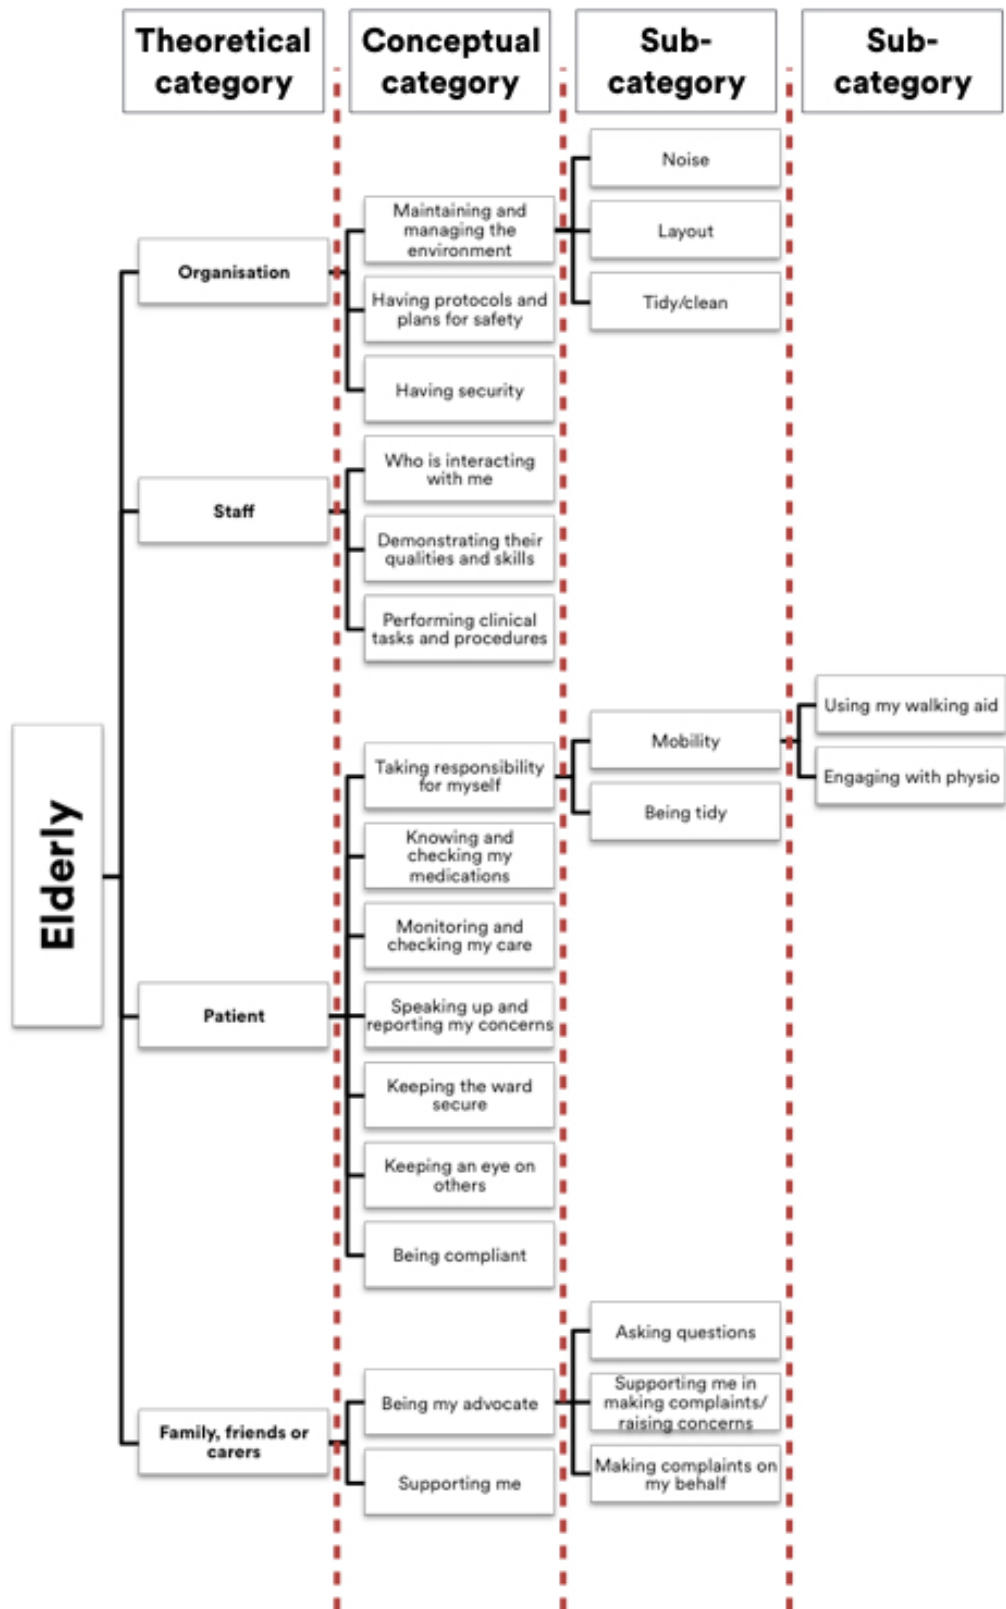 Theoretical
category
Conceptual
category
Sub-
category
Sub-
category
Elderly
Organisation
Maintaining and
managing the
environment
Noise
Layout
Tidy/clean
Having protocols and
plans for safety
Having security
Staff
Who is interacting
with me
Demonstrating their
qualities and skills
Performing clinical
tasks and procedures
Patient
Taking responsibility
for myself
Mobility
Using my walking aid
Engaging with physio
Being tidy
Knowing and
checking my
medications
Monitoring and
checking my care
Speaking up and
reporting my concerns
Keeping the ward
secure
Keeping an eye on
others
Being compliant
Family, friends or
carers
Being my advocate
Asking questions
Supporting me in
making complaints/
raising concerns
Making complaints on
my behalf
Supporting me